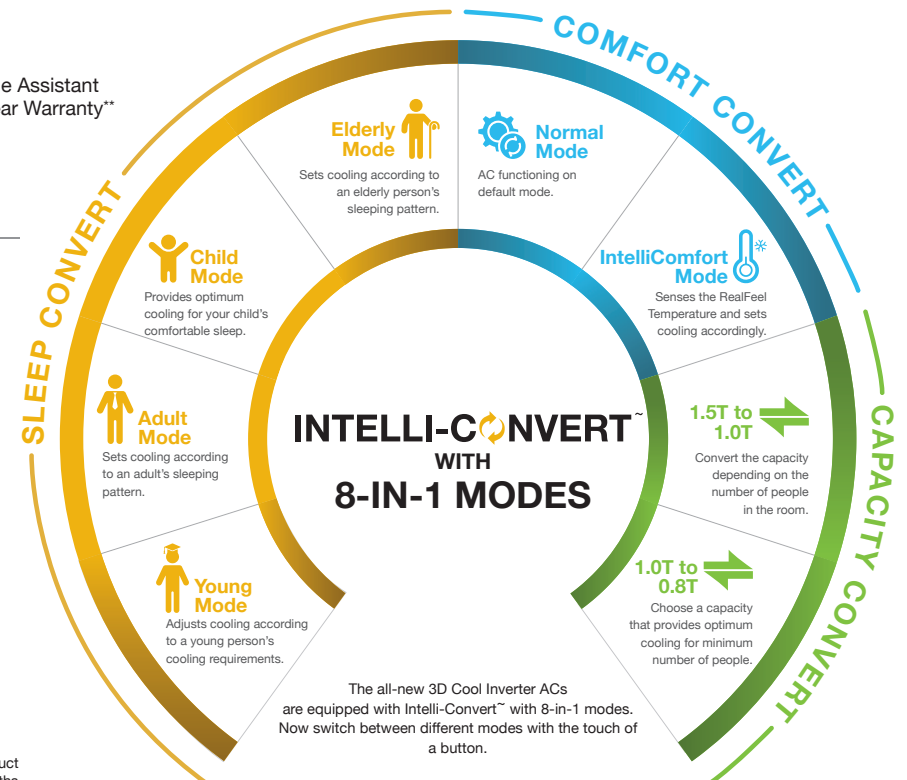 e Assistant
ar Warranty**
COMFORT CONVERT
SLEEP CONVERT
CAPACITY CONVERT
Elderly
Mode
Sets cooling according to
an elderly person's
sleeping pattern.
Normal
Mode
AC functioning on
default mode.
Child
Mode
Provides optimum
cooling for your child's
comfortable sleep.
IntelliComfort
Mode
Senses the RealFeel
Temperature and sets
cooling accordingly.
Adult
Mode
Sets cooling according
to an adult's sleeping
pattern.
INTELLI-CONVERT~
WITH
8-IN-1 MODES
1.5T to
1.0T
Convert the capacity
depending on the
number of people
in the room.
Young
Mode
Adjusts cooling according
to a young person's
cooling requirements.
1.0T to
0.8T
Choose a capacity
that provides optimum
cooling for minimum
number of people.
The all-new 3D Cool Inverter ACs
are equipped with Intelli-Convert~ with 8-in-1 modes.
Now switch between different modes with the touch of
a button.
uct